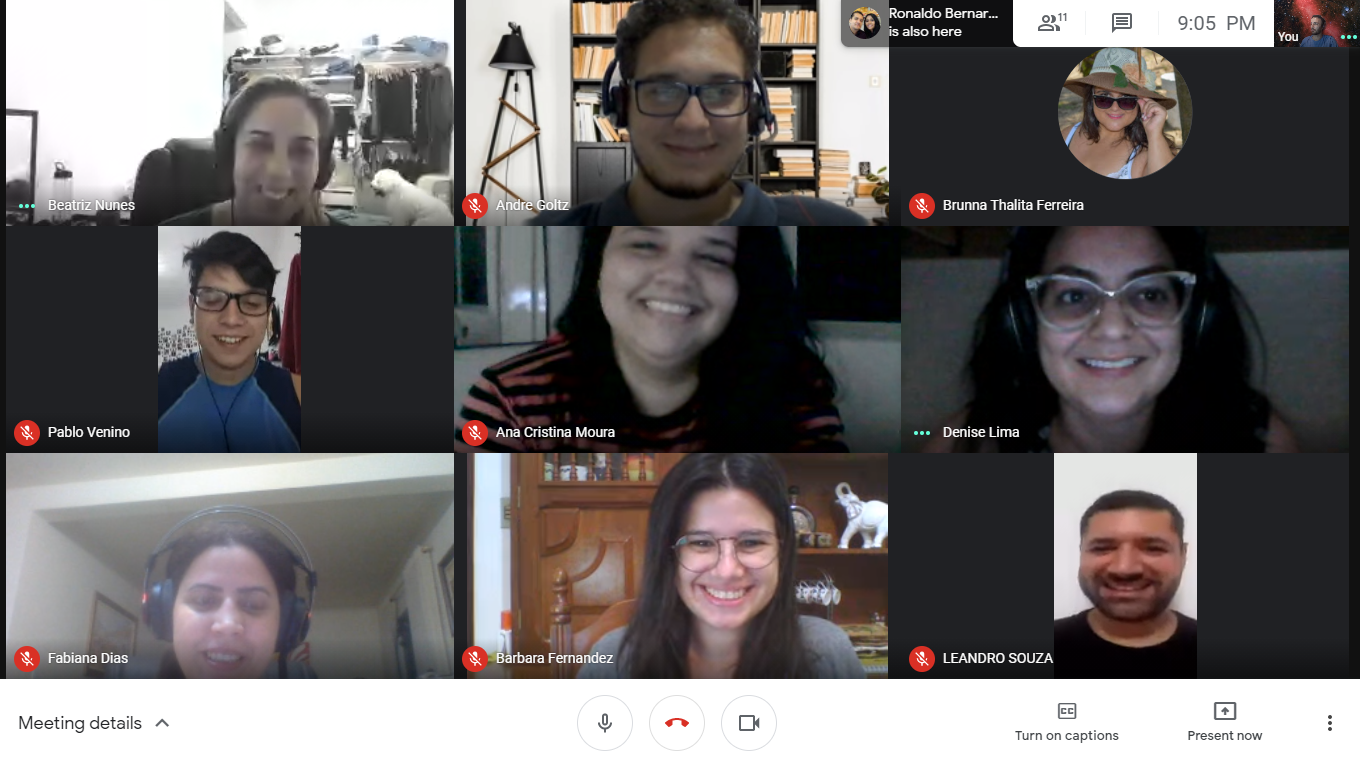 Ronaldo Bernar...
is also here
11
9:05 PM
You
Beatriz Nunes
Andre Goltz
Brunna Thalita Ferreira
Pablo Venino
Ana Cristina Moura
Denise Lima
Fabiana Dias
Barbara Fernandez
LEANDRO SOUZA
Meeting details
CC
Turn on captions
Present now